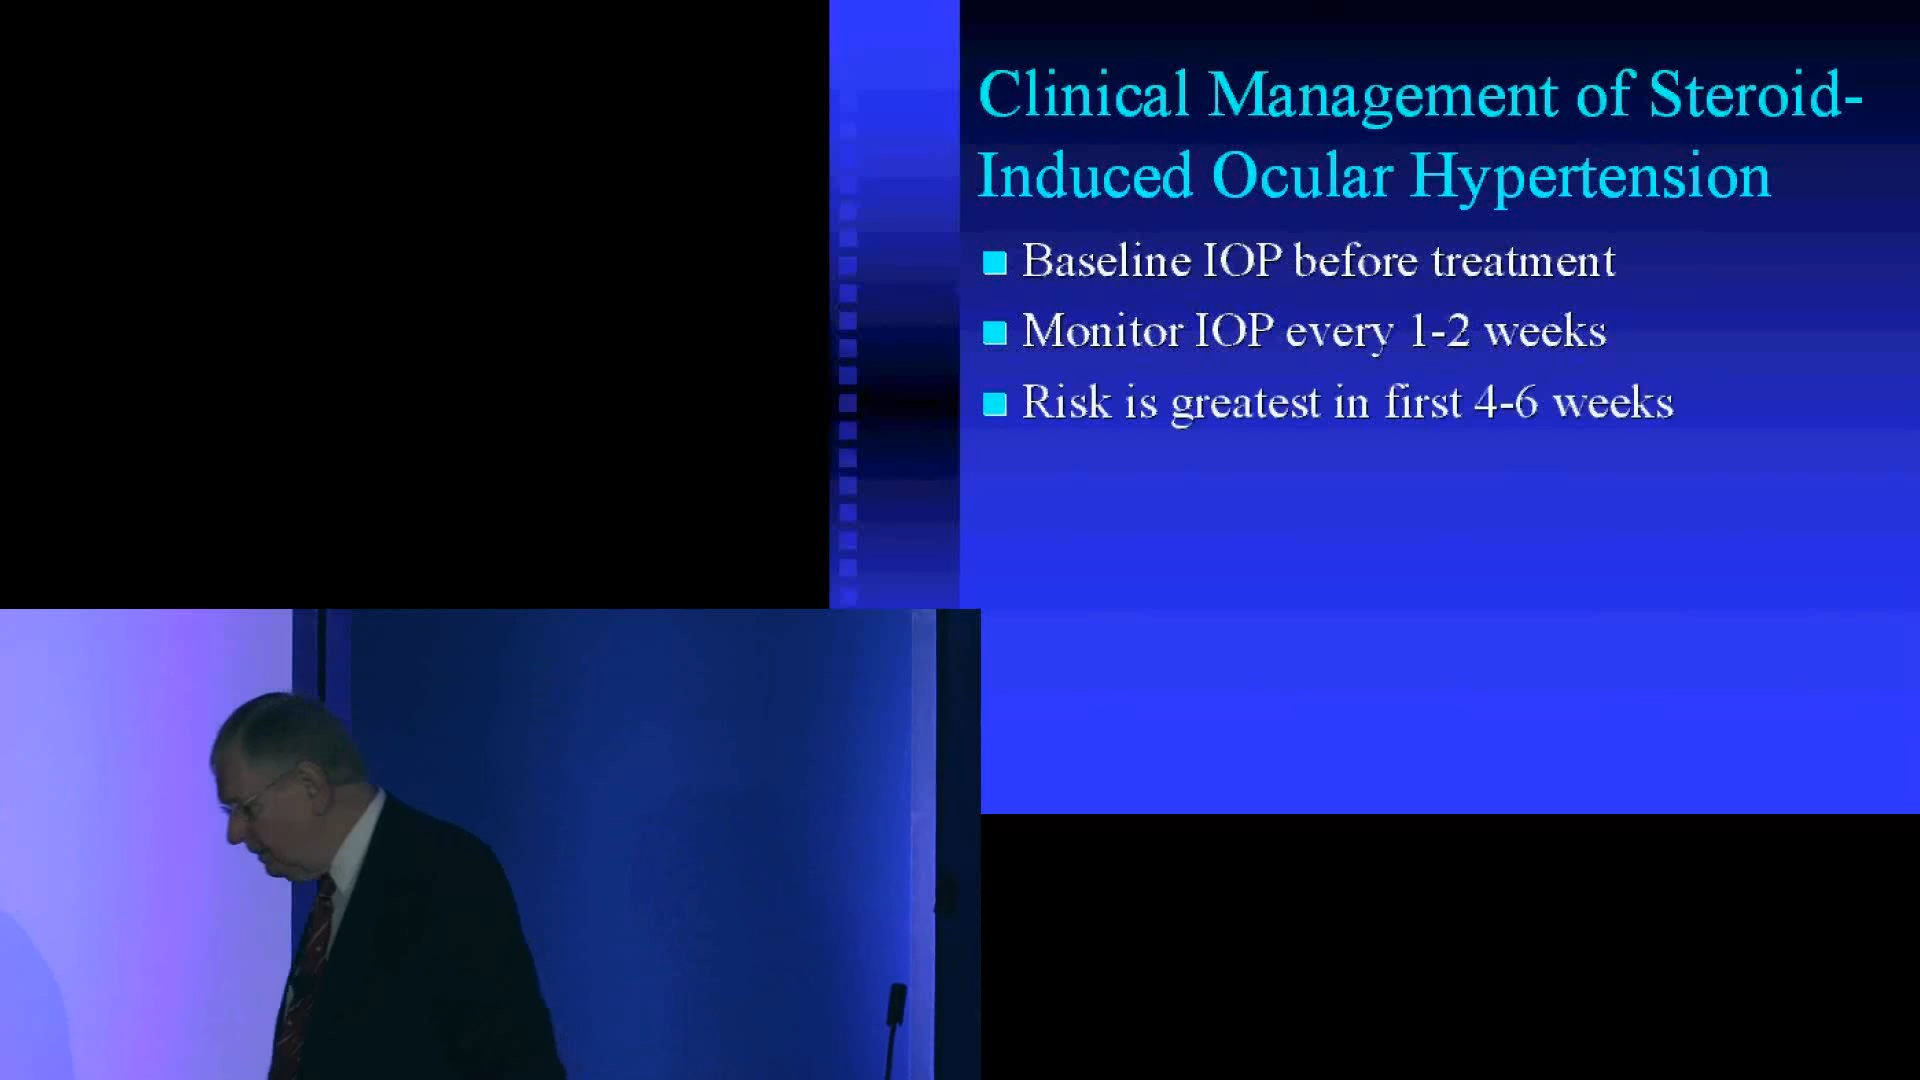 Clinical Management of Steroid-
Induced Ocular Hypertension
Baseline IOP before treatment
Monitor IOP every 1-2 weeks
Risk is greatest in first 4-6 weeks